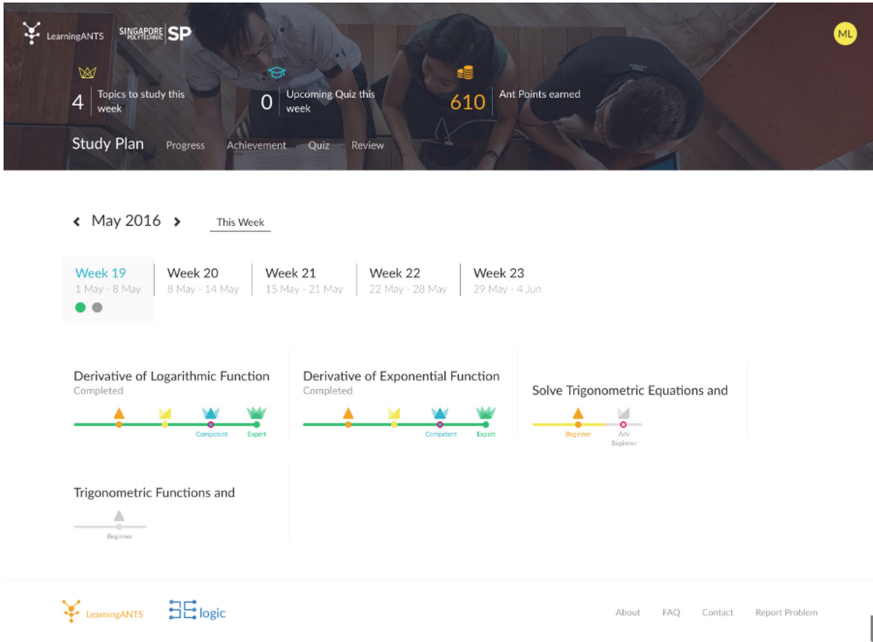 LearningANTS
SINGAPORE POLYTECHNIC SP
ML
4 Topics to study this week
0 Upcoming Quiz this week
610 Ant Points earned
Study Plan Progress Achievement Quiz Review
May 2016 This Week
Week 19 Week 20 Week 21 Week 22 Week 23
1 May - 8 May 8 May - 14 May 15 May - 21 May 22 May - 28 May 29 May - 4 Jun
Derivative of Logarithmic Function
Completed
Competent Expert
Derivative of Exponential Function
Completed
Competent Expert
Solve Trigonometric Equations and
Beginner Adv Beginner
Trigonometric Functions and
Beginner
LearningANTS logic
About FAQ Contact Report Problem